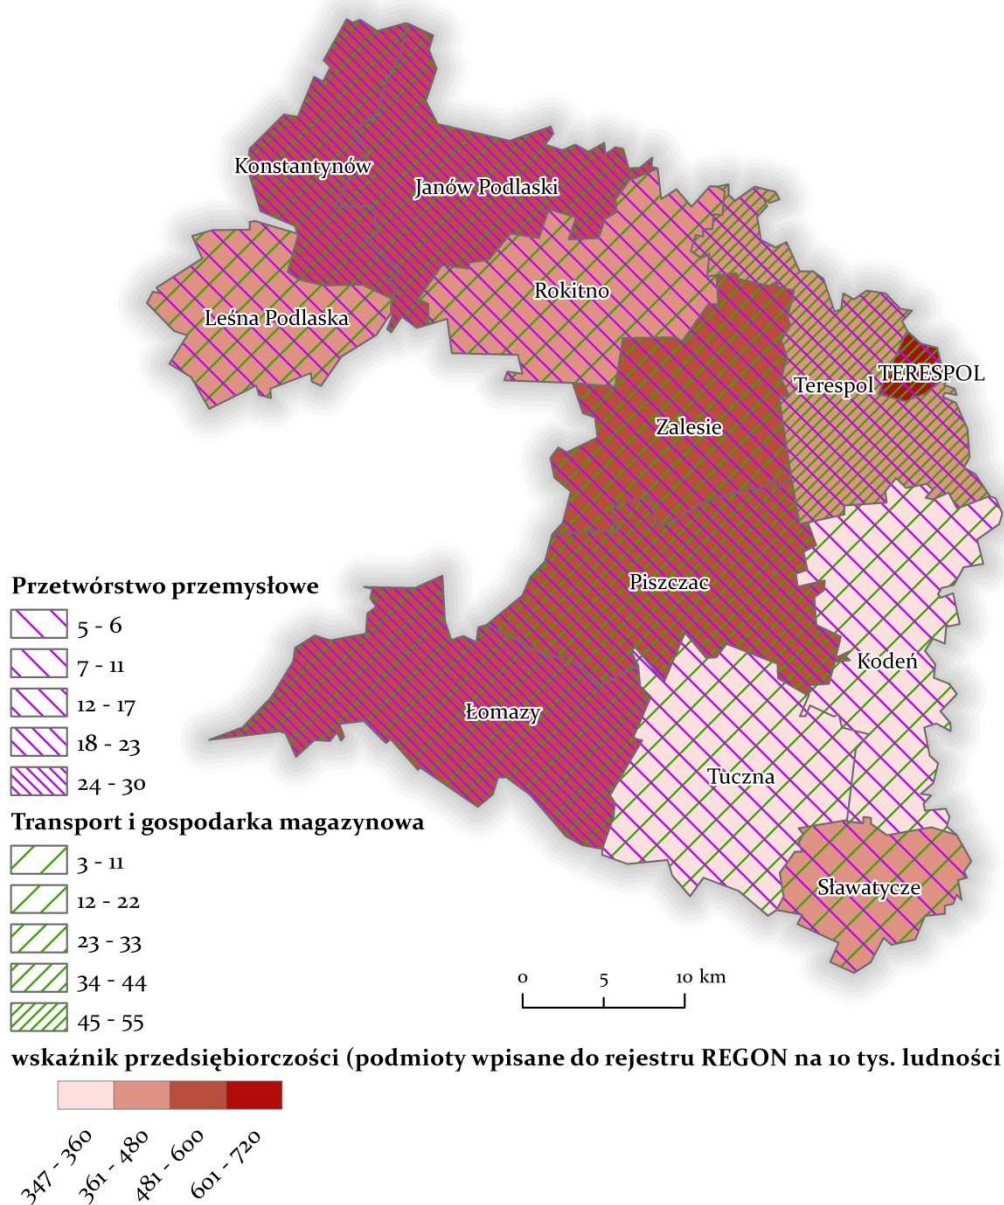 Konstantynów
Janów Podlaski
Rokitno
Leśna Podlaska
Terespol
TERESPOL
Zalesie
Piszczac
Kodeń
Łomazy
Tuczna
Sławatycze
Przetwórstwo przemysłowe
5 - 6
7 - 11
12 - 17
18 - 23
24 - 30
Transport i gospodarka magazynowa
3 - 11
12 - 22
23 - 33
34 - 44
45 - 55
0 5 10 km
wskaźnik przedsiębiorczości (podmioty wpisane do rejestru REGON na 10 tys. ludności
347 - 360
361 - 480
481 - 600
601 - 720